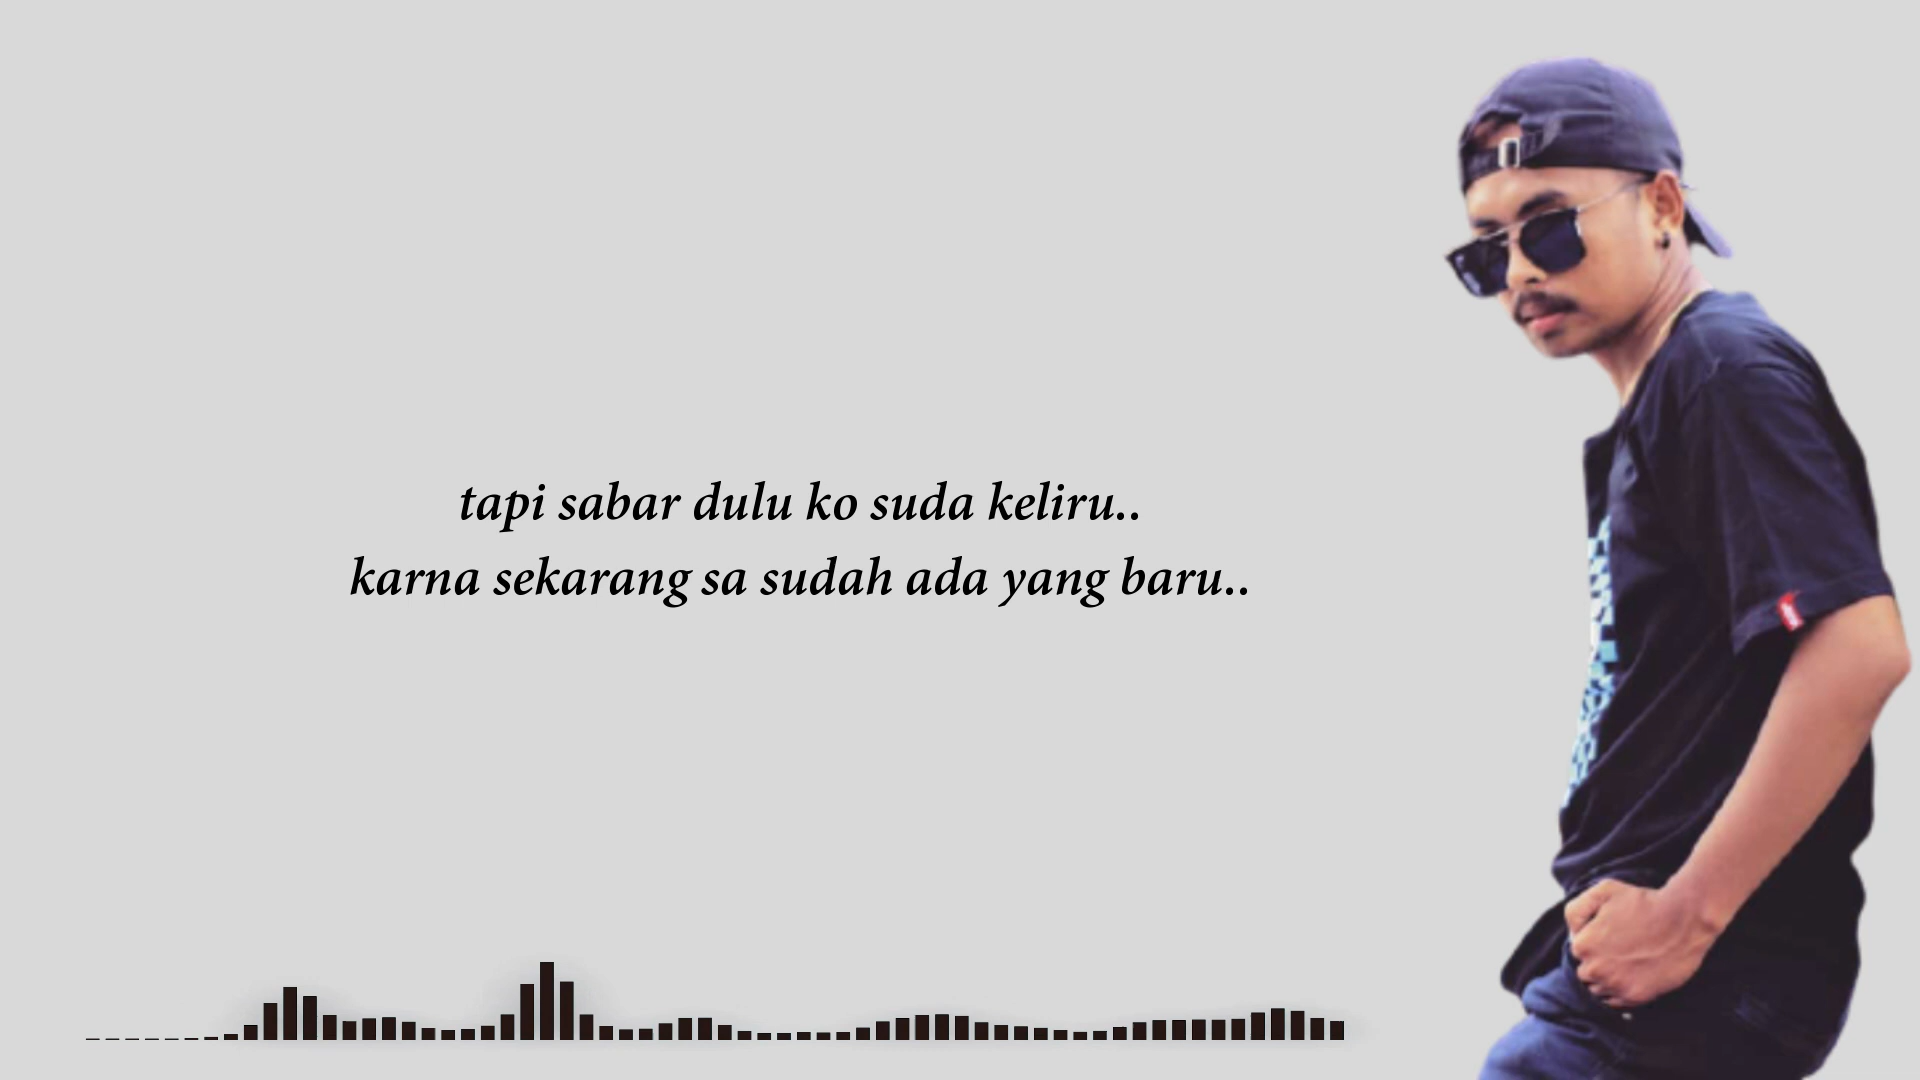 tapi sabar dulu ko suda keliru..
karna sekarang sa sudah ada yang baru..